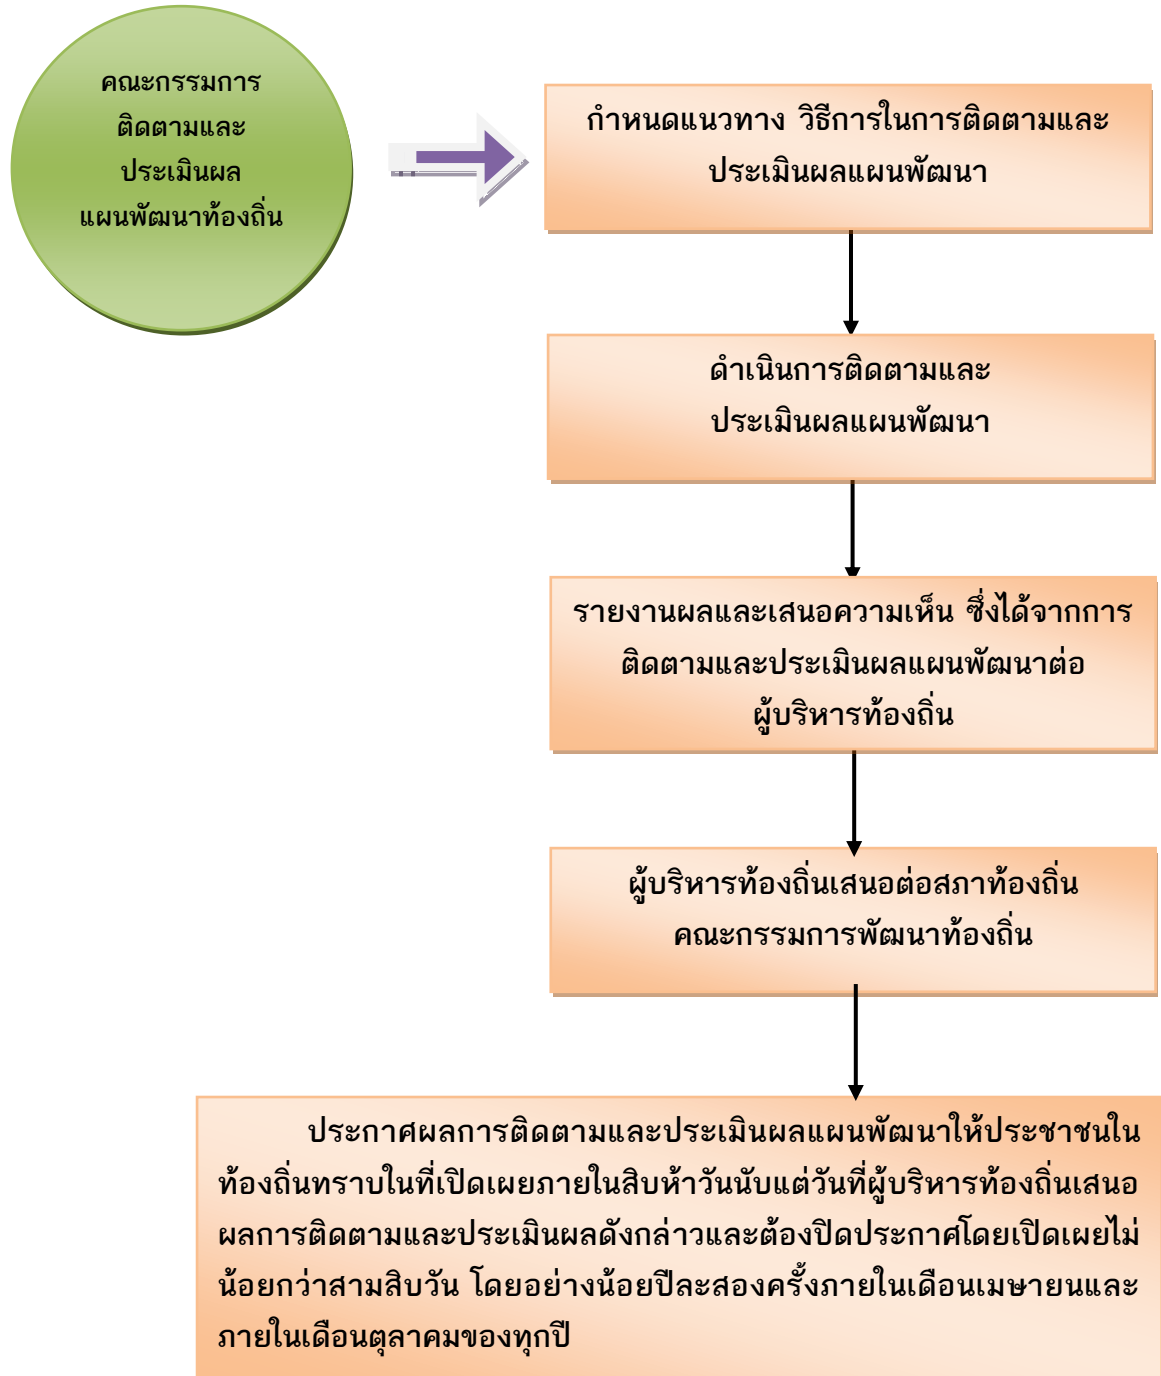 คณะกรรมการ
ติดตามและ
ประเมินผล
แผนพัฒนาท้องถิ่น
กำหนดแนวทาง วิธีการในการติดตามและ
ประเมินผลแผนพัฒนา
ดำเนินการติดตามและ
ประเมินผลแผนพัฒนา
รายงานผลและเสนอความเห็น ซึ่งได้จากการ
ติดตามและประเมินผลแผนพัฒนาต่อ
ผู้บริหารท้องถิ่น
ผู้บริหารท้องถิ่นเสนอต่อสภาท้องถิ่น
คณะกรรมการพัฒนาท้องถิ่น
ประกาศผลการติดตามและประเมินผลแผนพัฒนาให้ประชาชนใน
ท้องถิ่นทราบในที่เปิดเผยภายในสิบห้าวันนับแต่วันที่ผู้บริหารท้องถิ่นเสนอ
ผลการติดตามและประเมินผลดังกล่าวและต้องปิดประกาศโดยเปิดเผยไม่
น้อยกว่าสามสิบวัน โดยอย่างน้อยปีละสองครั้งภายในเดือนเมษายนและ
ภายในเดือนตุลาคมของทุกปี